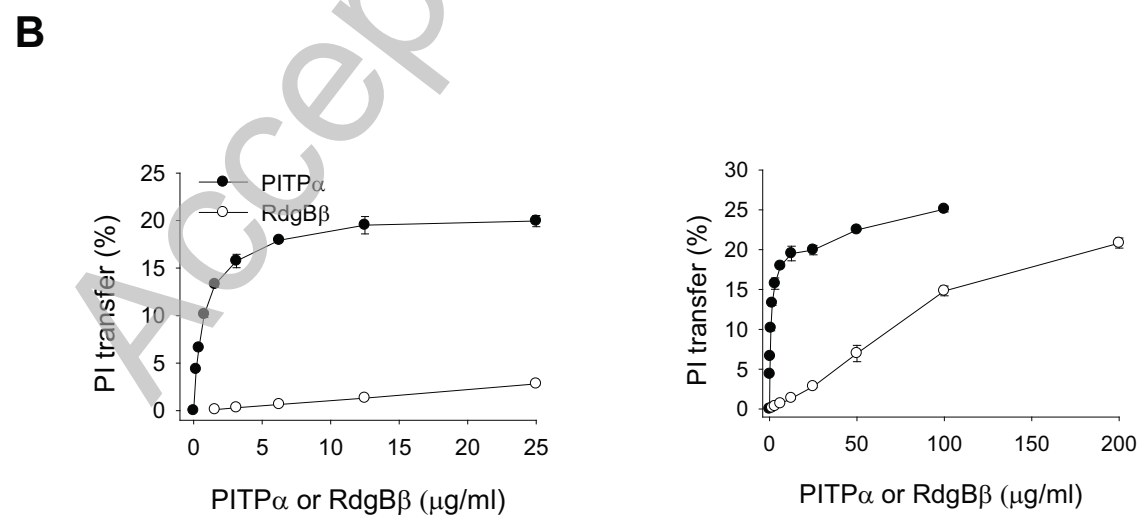 B
Accep
25
20
15
10
5
0
PI transfer (%)
PITPα
RdgBβ
0 5 10 15 20 25
PITPα or RdgBβ (μg/ml)
30
25
20
15
10
5
0
PI transfer (%)
0 50 100 150 200
PITPα or RdgBβ (μg/ml)